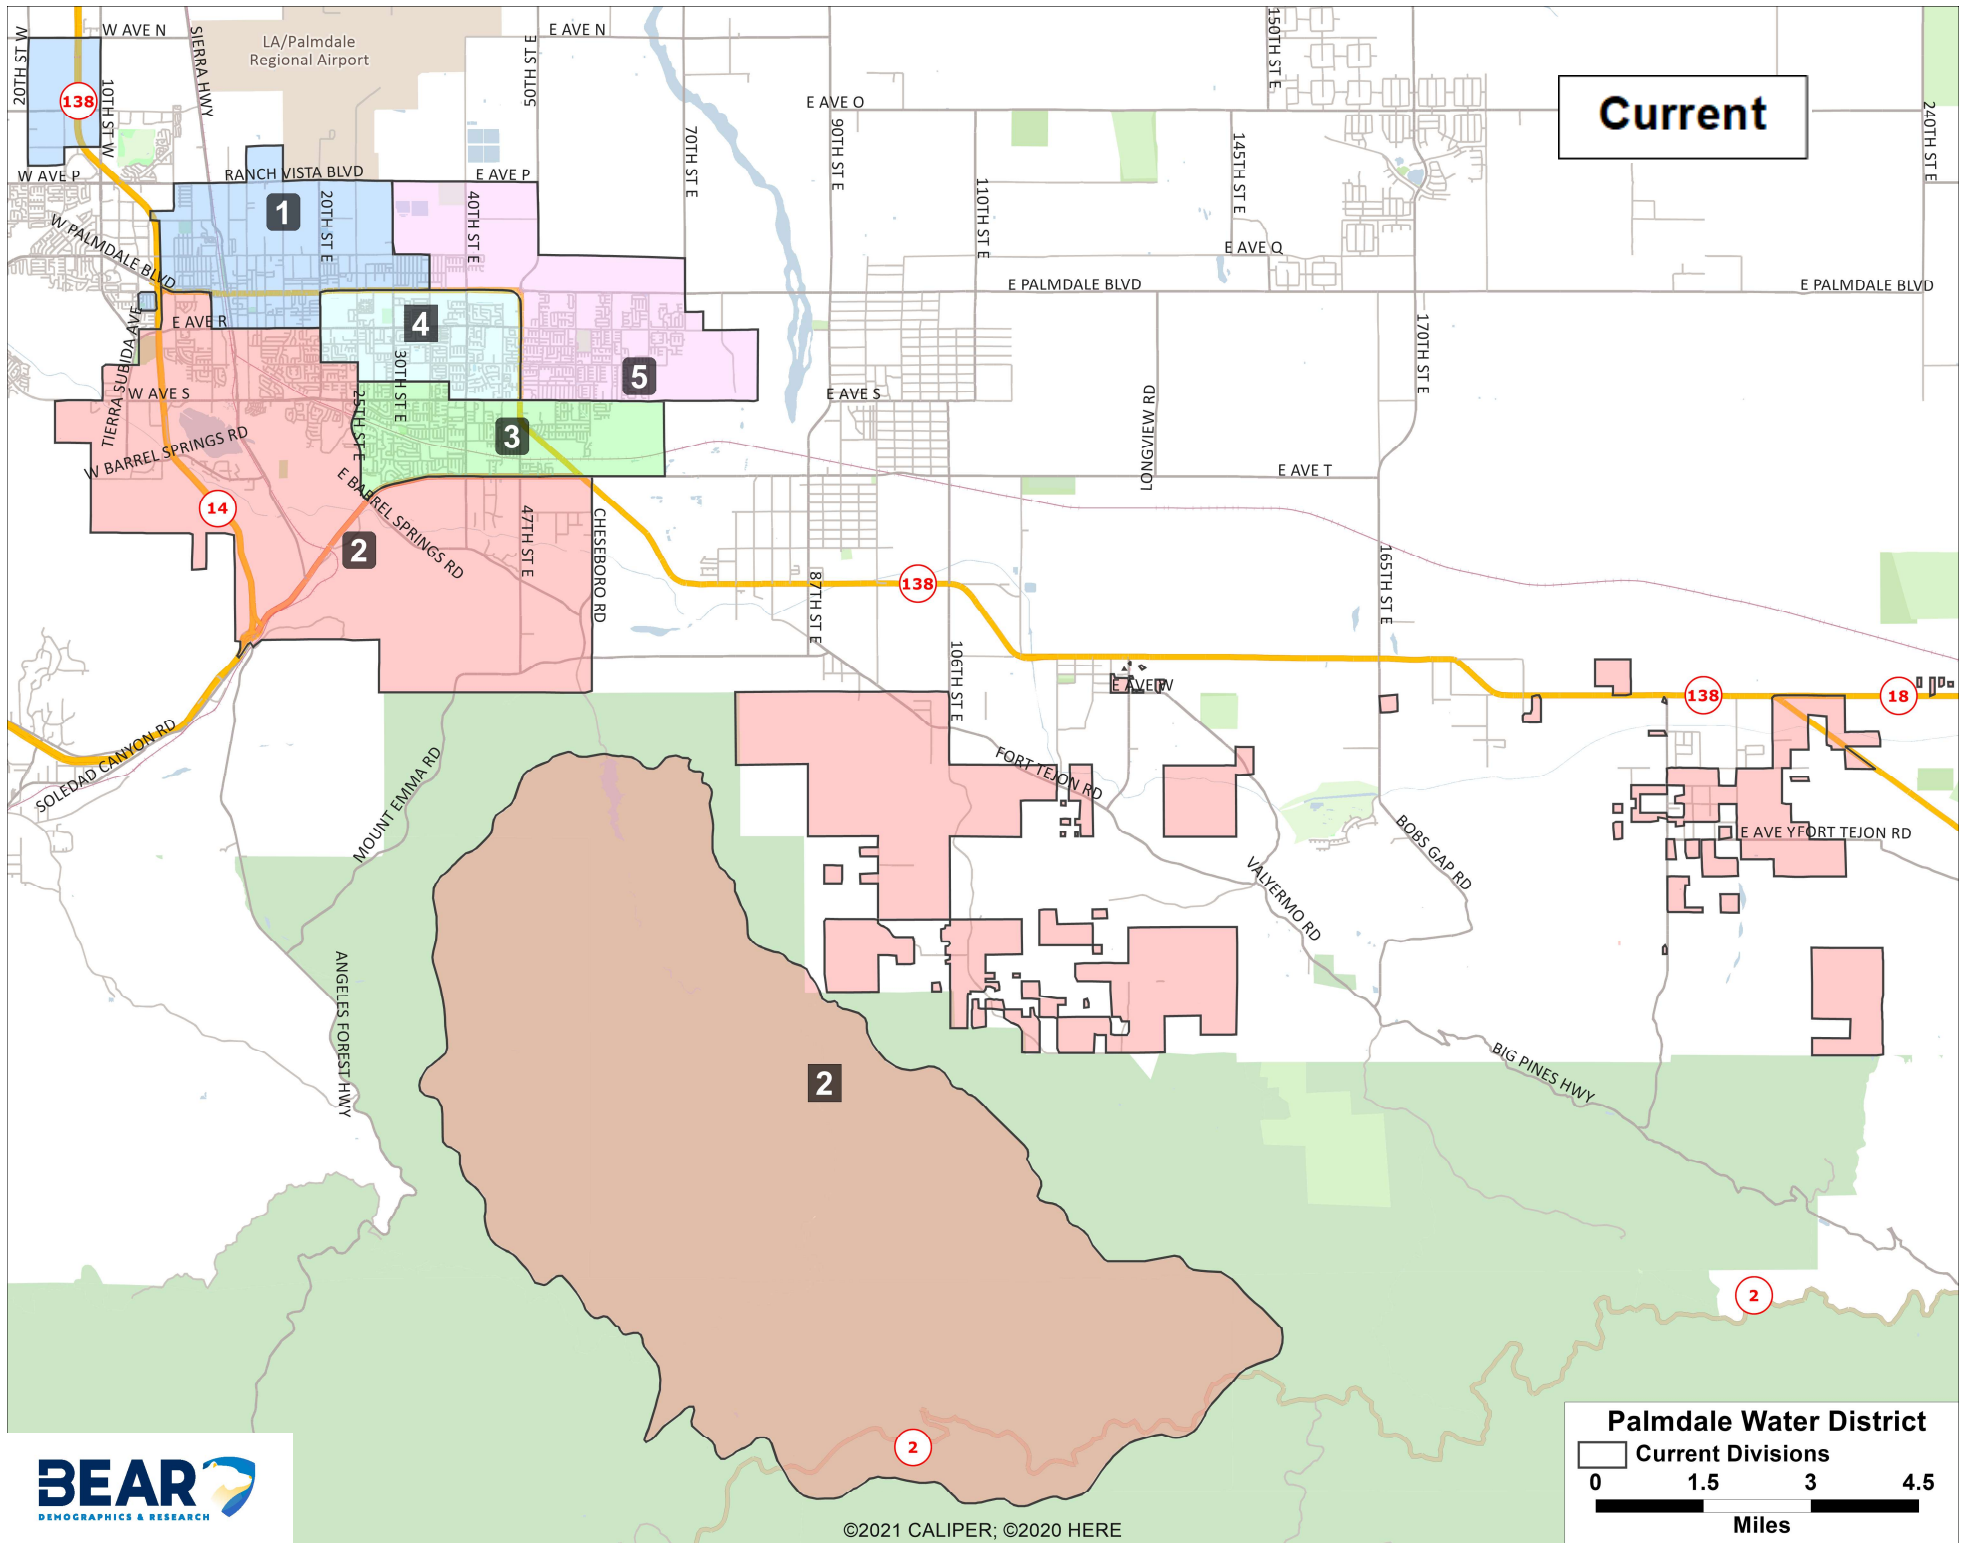 W AVE N
E AVE N
20TH ST W
SIERRA HWY
LA/Palmdale
Regional Airport
50TH ST E
150TH ST E
138
10TH ST W
E AVE O
Current
90TH ST E
70TH ST E
145TH ST E
240TH ST E
W AVE P
RANCH VISTA BLVD
E AVE P
110TH ST E
1
20TH ST E
40TH ST E
W PALMDALE BLVD
E AVE Q
E PALMDALE BLVD
E PALMDALE BLVD
E AVE R
4
30TH ST E
170TH ST E
5
TIERRA SUBIDA AVE
W AVE S
E AVE S
25TH ST E
LONGVIEW RD
3
W BARREL SPRINGS RD
E AVE T
E BARREL SPRINGS RD
14
47TH ST E
CHESEBORO RD
2
165TH ST E
87TH ST E
138
106TH ST E
E AVE W
138
18
SOLEDAD CANYON RD
MOUNT EMMA RD
FORT TEJON RD
BOBS GAP RD
E AVE Y
FORT TEJON RD
VALYERMO RD
ANGELES FOREST HWY
2
BIG PINES HWY
2
2
Palmdale Water District
Current Divisions
0 1.5 3 4.5
Miles
BEAR
DEMOGRAPHICS & RESEARCH
©2021 CALIPER; ©2020 HERE